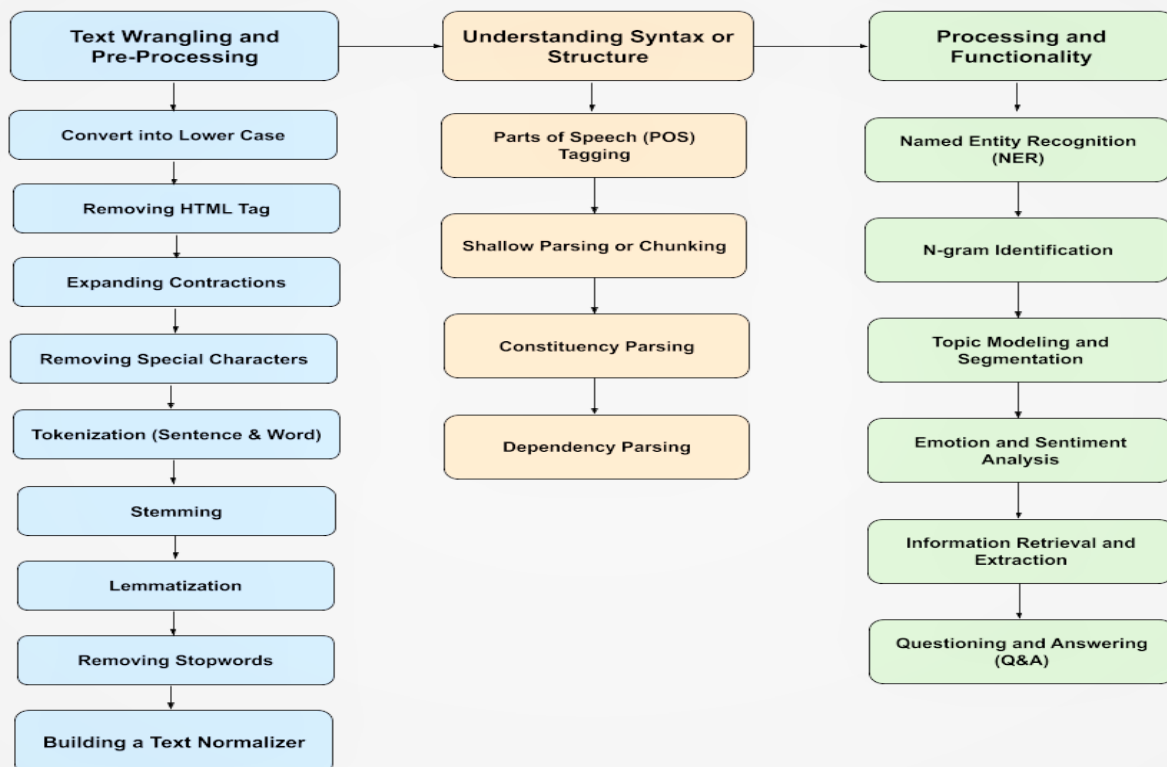 Text Wrangling and
Pre-Processing
Convert into Lower Case
Removing HTML Tag
Expanding Contractions
Removing Special Characters
Tokenization (Sentence & Word)
Stemming
Lemmatization
Removing Stopwords
Building a Text Normalizer
Understanding Syntax or
Structure
Parts of Speech (POS)
Tagging
Shallow Parsing or Chunking
Constituency Parsing
Dependency Parsing
Processing and
Functionality
Named Entity Recognition
(NER)
N-gram Identification
Topic Modeling and
Segmentation
Emotion and Sentiment
Analysis
Information Retrieval and
Extraction
Questioning and Answering
(Q&A)